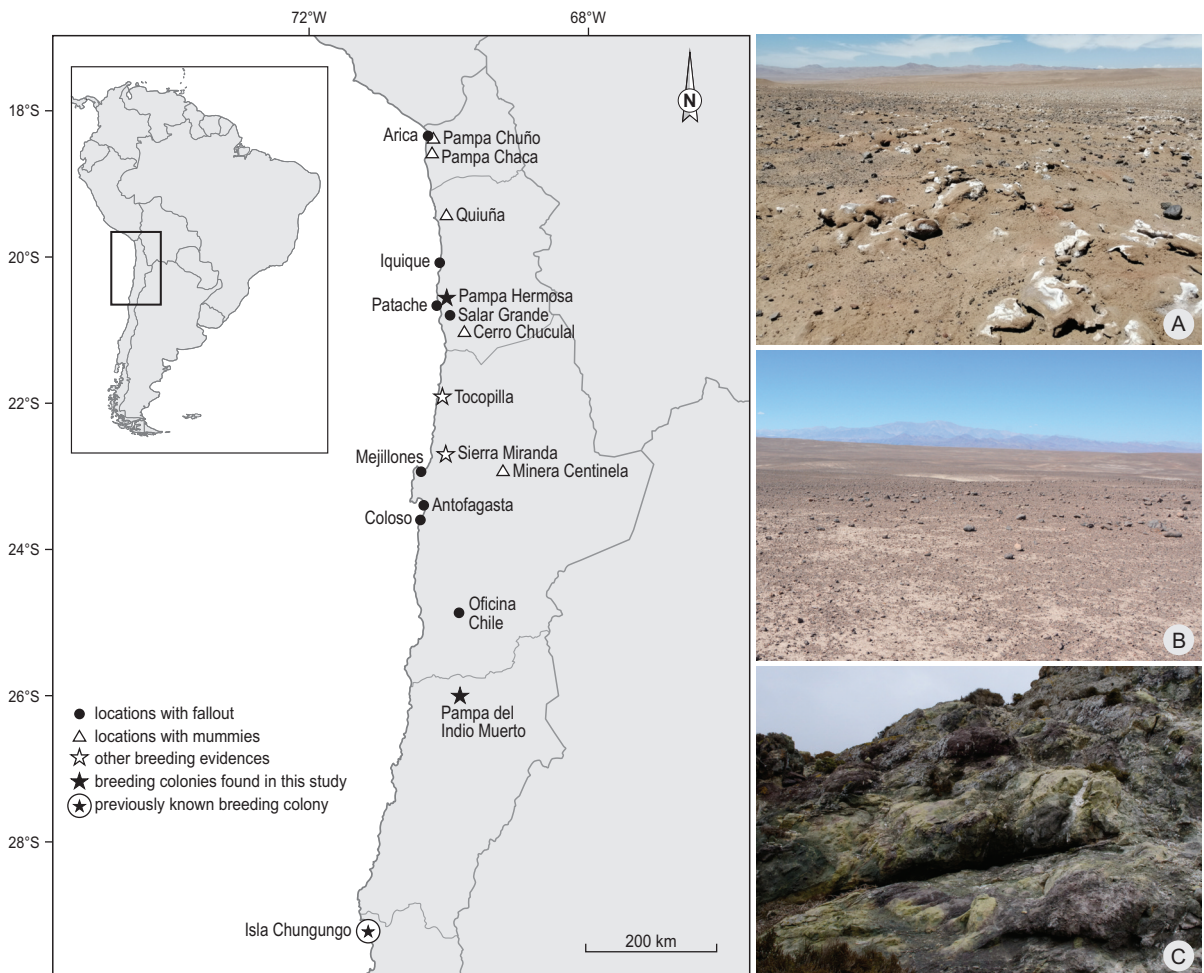 72°W
68°W
N
18°S
Arica
Pampa Chuño
Pampa Chaca
Quiuña
20°S
Iquique
Pampa Hermosa
Patache
Salar Grande
Cerro Chuculal
22°S
Tocopilla
Sierra Miranda
Mejillones
Minera Centinela
Antofagasta
Coloso
24°S
Oficina
Chile
26°S
Pampa del
Indio Muerto
locations with fallout
locations with mummies
other breeding evidences
breeding colonies found in this study
previously known breeding colony
28°S
Isla Chungungo
200 km
A
B
C